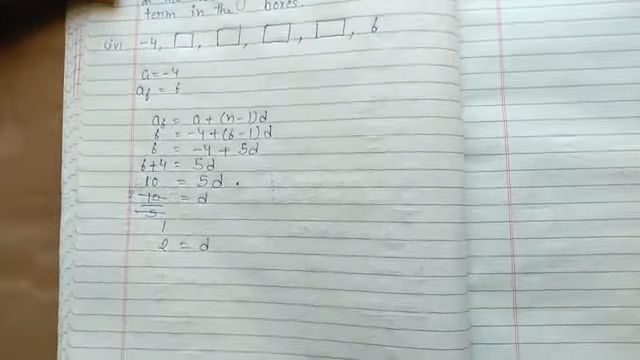 term in the boxes.
(iv) -4, □, □, □, □, 6
a = -4
a6 = 6
a6 = a + (n-1)d
6 = -4 + (6-1)d
6 = -4 + 5d
6+4 = 5d
10 = 5d .
10/5 = d
1
2 = d